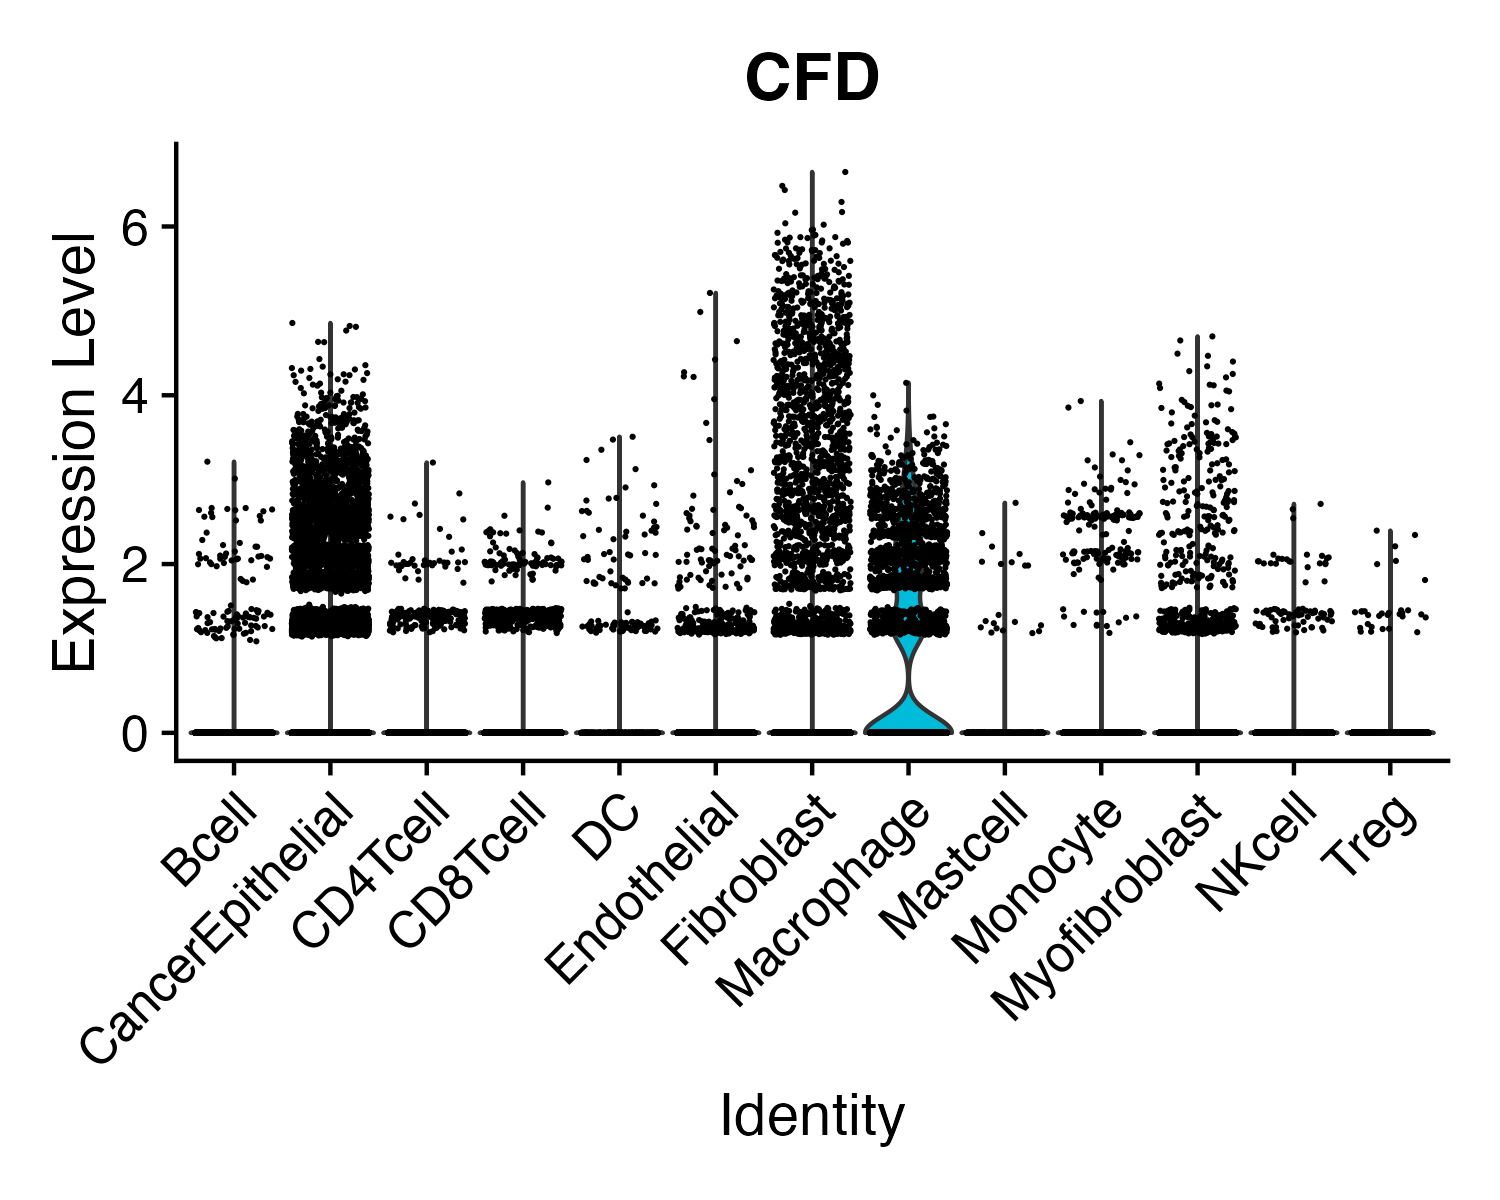 CFD
Expression Level
6
4
2
0
Bcell
CancerEpithelial
CD4Tcell
CD8Tcell
DC
Endothelial
Fibroblast
Macrophage
Mastcell
Monocyte
Myofibroblast
NKcell
Treg
Identity